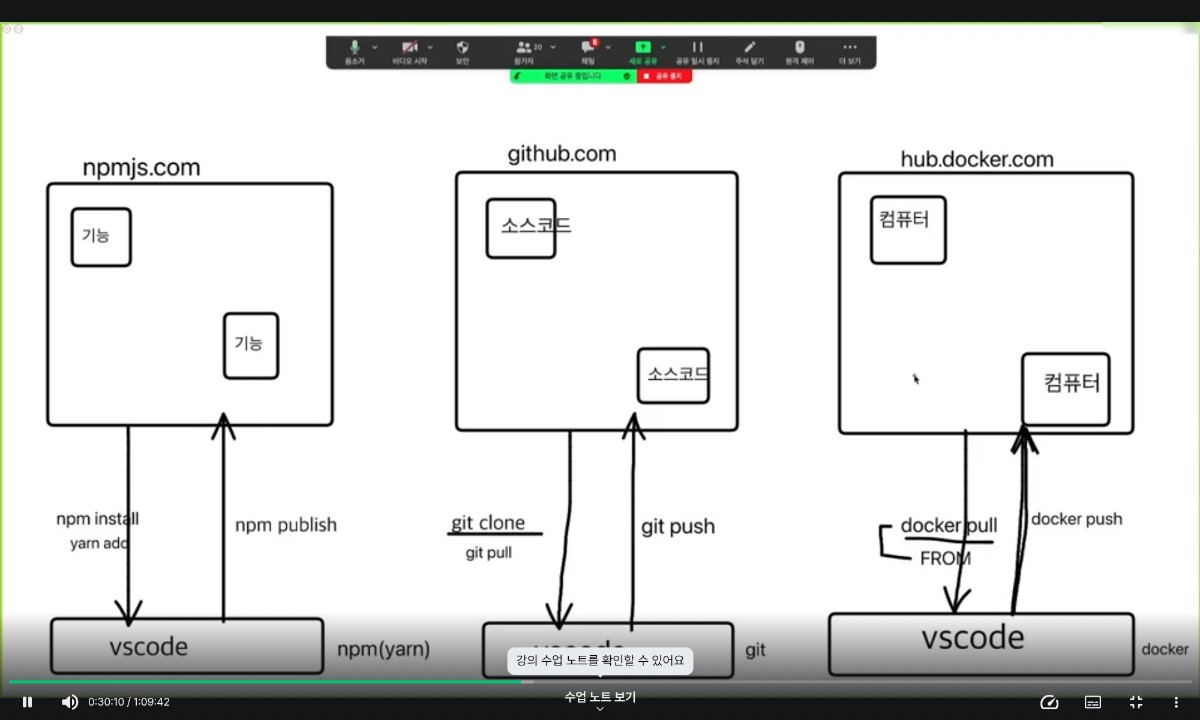 음소거
비디오 시작
보안
20
참가자
8
채팅
새로 공유
공유 일시 중지
주석 달기
원격 제어
더 보기
화면 공유 중입니다
공유 중지
npmjs.com
기능
기능
npm install
yarn add
npm publish
vscode
npm(yarn)
github.com
소스코드
소스코드
git clone
git pull
git push
vscode
git
hub.docker.com
컴퓨터
컴퓨터
docker pull
FROM
docker push
vscode
docker
강의 수업 노트를 확인할 수 있어요
수업 노트 보기
0:30:10 / 1:09:42